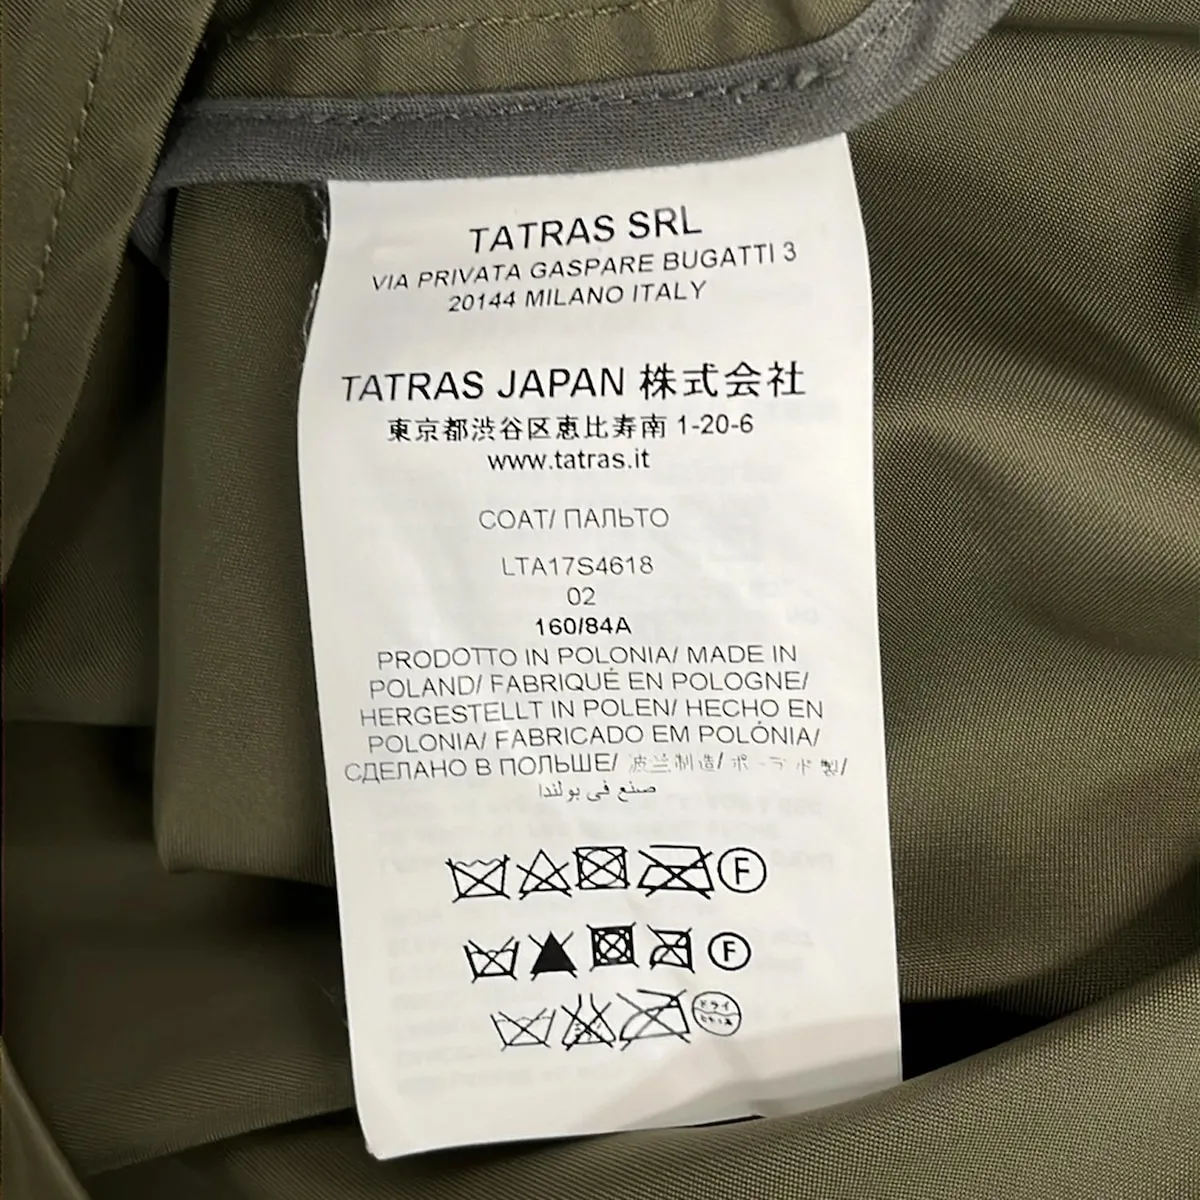 TATRAS SRL
VIA PRIVATA GASPARE BUGATTI 3
20144 MILANO ITALY
TATRAS JAPAN 株式会社
東京都渋谷区恵比寿南 1-20-6
www.tatras.it
COAT/ ПАЛЬТО
LTA17S4618
02
160/84A
PRODOTTO IN POLONIA/ MADE IN
POLAND/ FABRIQUÉ EN POLOGNE/
HERGESTELLT IN POLEN/ HECHO EN
POLONIA/ FABRICADO EM POLÓNIA/
СДЕЛАНО В ПОЛЬШЕ/ 波兰制造/ ポーランド製/
صنع في بولندا
F
F
ドライ